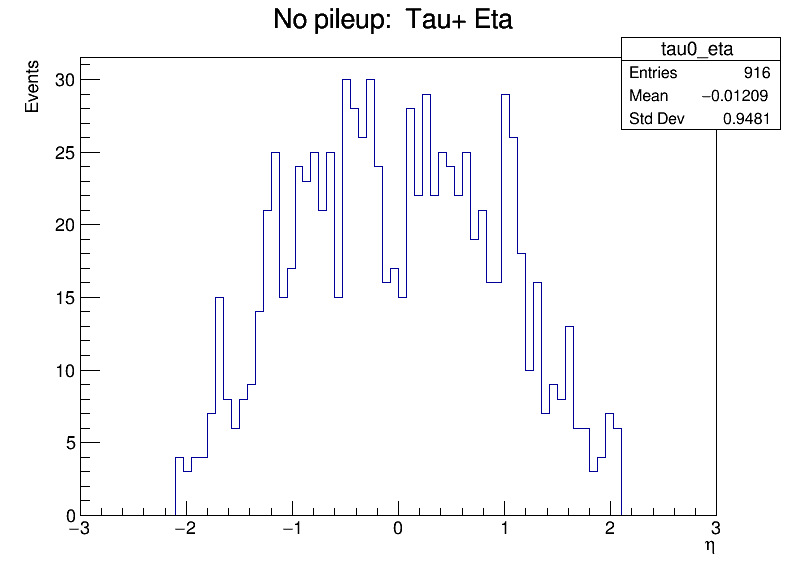 No pileup: Tau+ Eta
tau0_eta
Entries 916
Mean −0.01209
Std Dev 0.9481
Events
30
25
20
15
10
5
0
−3 −2 −1 0 1 2 3
η